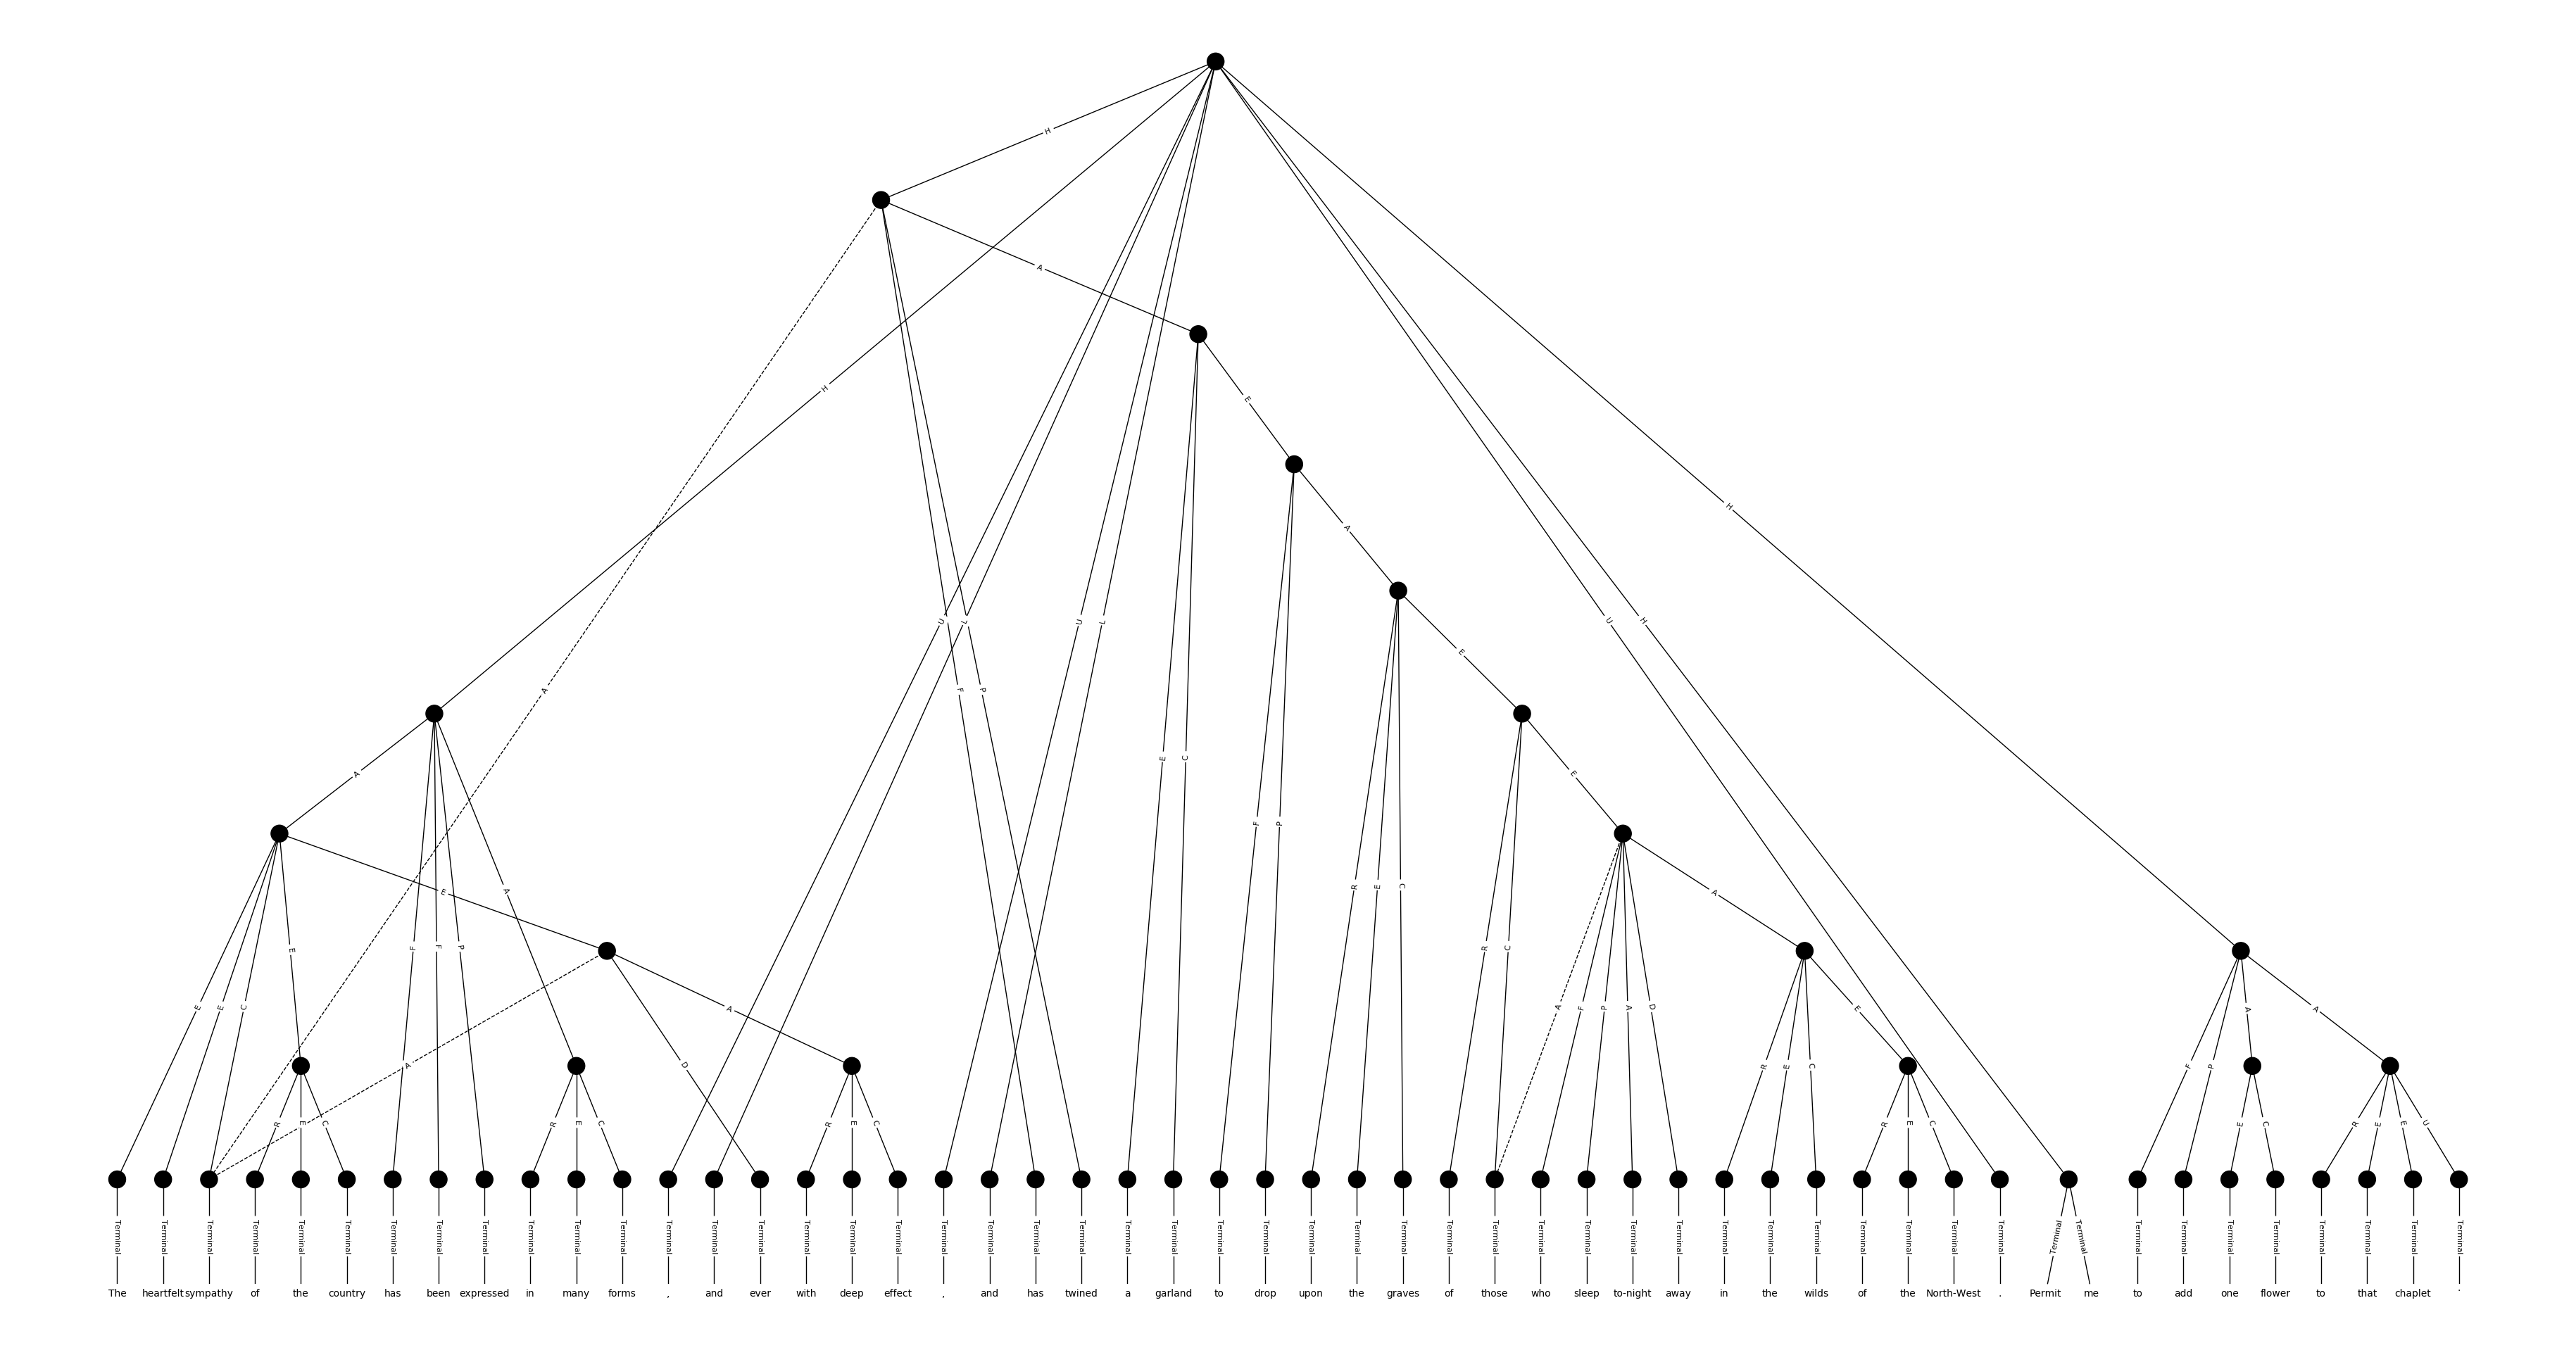 H
H
A
H
E
H
A
E
U L U L U H
A F P
E C
A E
F P
E A F F P R E C R C
E E C E A A D A F P A D A E
A D R E C F P A A
R E C R E C R E C R E C E C R E E U
Terminal Terminal Terminal Terminal Terminal Terminal Terminal Terminal Terminal Terminal Terminal Terminal Terminal Terminal Terminal Terminal Terminal Terminal Terminal Terminal Terminal Terminal Terminal Terminal Terminal Terminal Terminal Terminal Terminal Terminal Terminal Terminal Terminal Terminal Terminal Terminal Terminal Terminal Terminal Terminal Terminal Terminal Terminal Terminal Terminal Terminal Terminal Terminal Terminal Terminal Terminal Terminal
The heartfelt sympathy of the country has been expressed in many forms , and ever with deep effect , and has twined a garland to drop upon the graves of those who sleep to-night away in the wilds of the North-West . Permit me to add one flower to that chaplet .